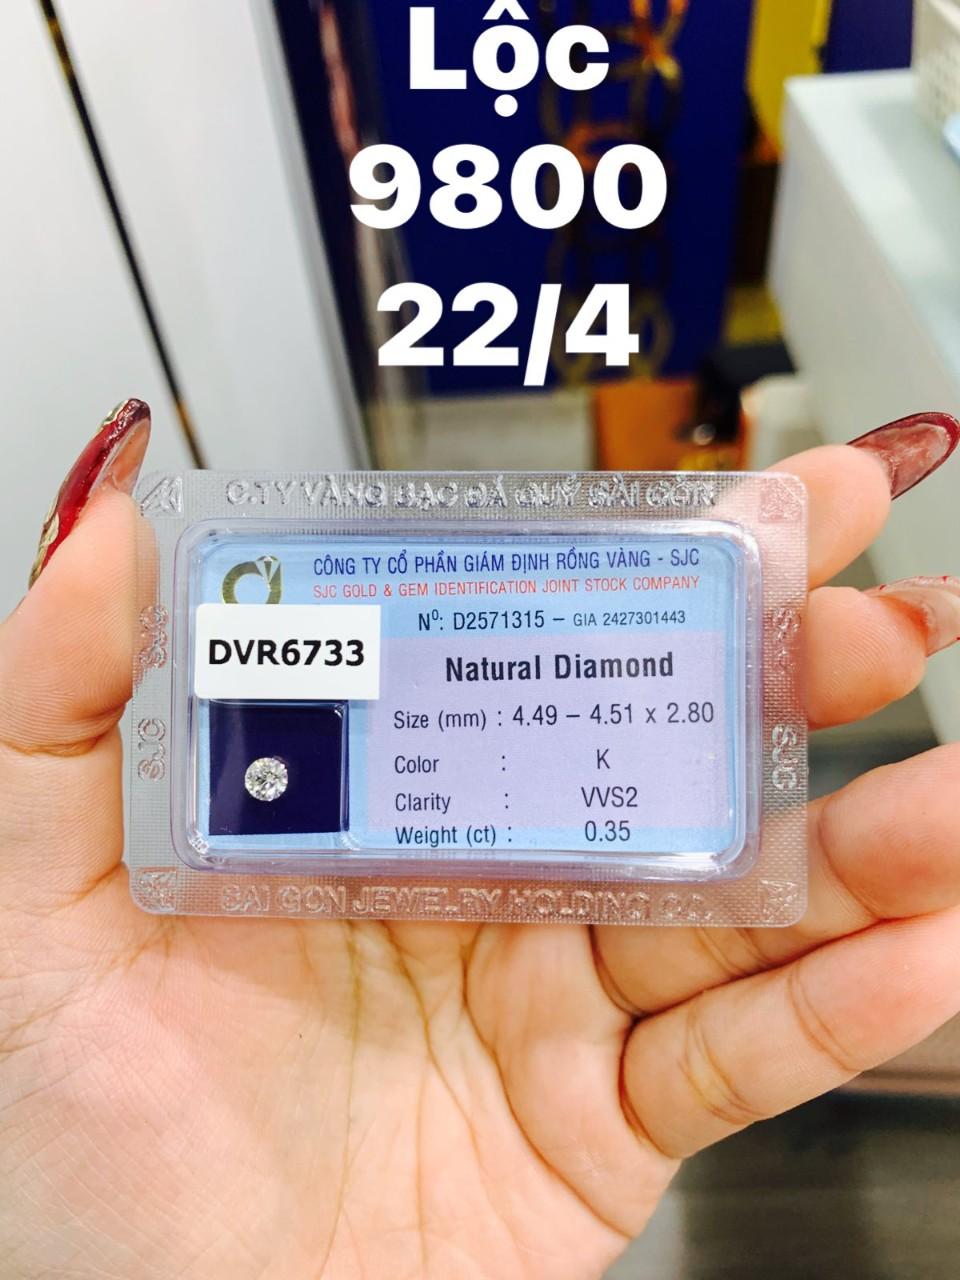 Lộc
9800
22/4
C.TY VÀNG BẠC ĐÁ QUÝ SÀI GÒN
CÔNG TY CỔ PHẦN GIÁM ĐỊNH RỒNG VÀNG - SJC
SJC GOLD & GEM IDENTIFICATION JOINT STOCK COMPANY
Nº: D2571315 – GIA 2427301443
DVR6733
Natural Diamond
Size (mm) : 4.49 – 4.51 x 2.80
Color : K
Clarity : VVS2
Weight (ct) : 0.35
SJC
SJC
SJC
SJC
SAI GON JEWELRY HOLDING CO.